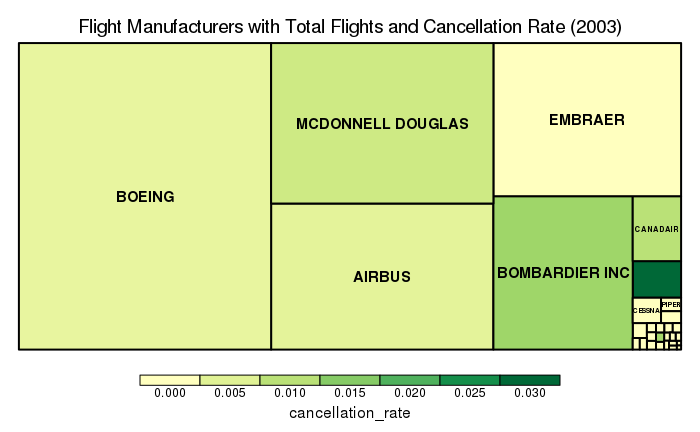 Flight Manufacturers with Total Flights and Cancellation Rate (2003)
BOEING
MCDONNELL DOUGLAS
EMBRAER
AIRBUS
BOMBARDIER INC
CANADAIR
CESSNA
PIPER
0.000 0.005 0.010 0.015 0.020 0.025 0.030
cancellation_rate